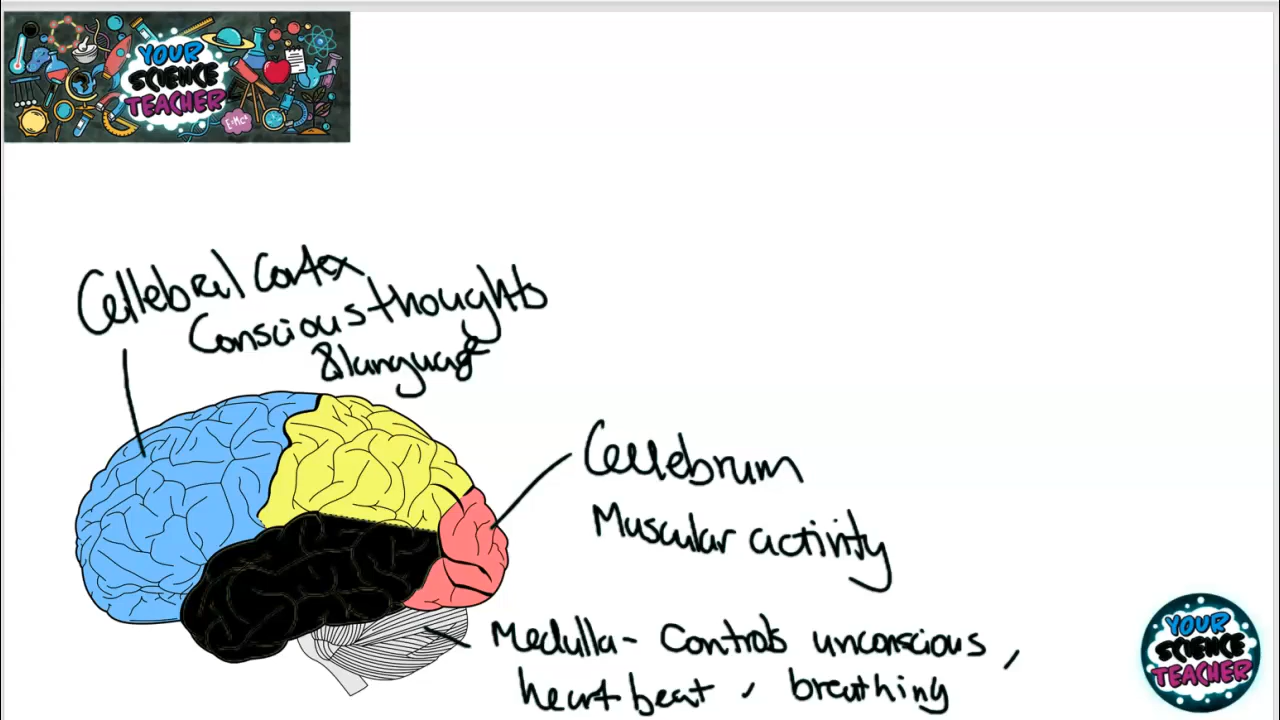 YOUR
SCIENCE
TEACHER
E=MC²
Cellebral Cortex
Conscious thoughts
& language
Cellebrum
Muscular activity
Medulla - Controls unconscious ,
heart beat , breathing
YOUR
SCIENCE
TEACHER